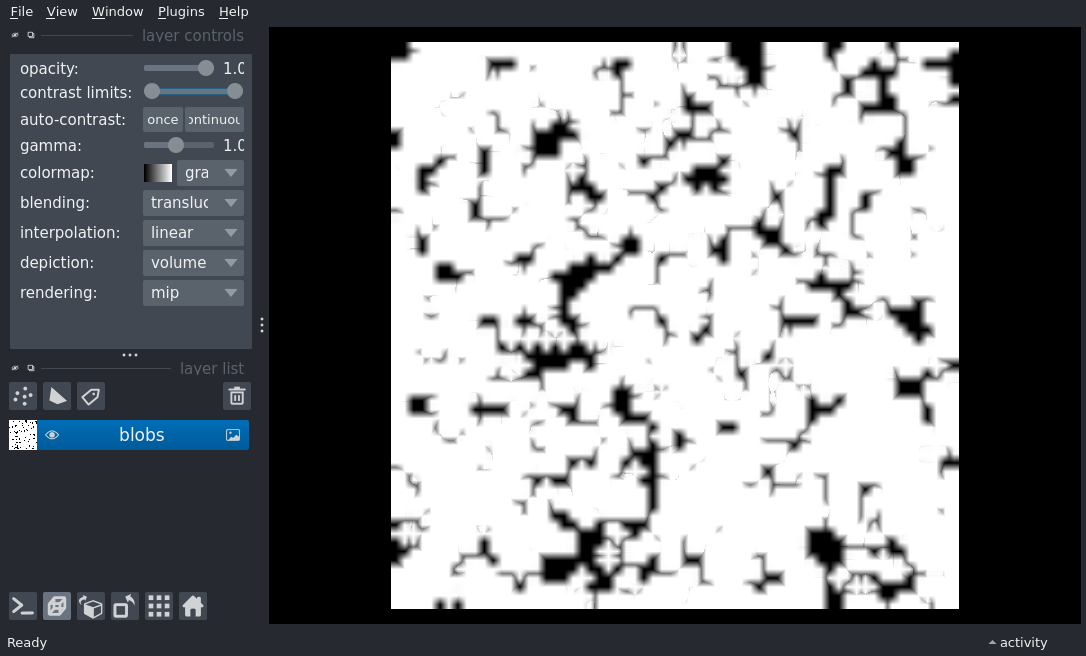 File View Window Plugins Help
layer controls
opacity: 1.0
contrast limits:
auto-contrast: once ontinuou
gamma: 1.0
colormap: gra
blending: transluc
interpolation: linear
depiction: volume
rendering: mip
layer list
blobs
Ready
activity